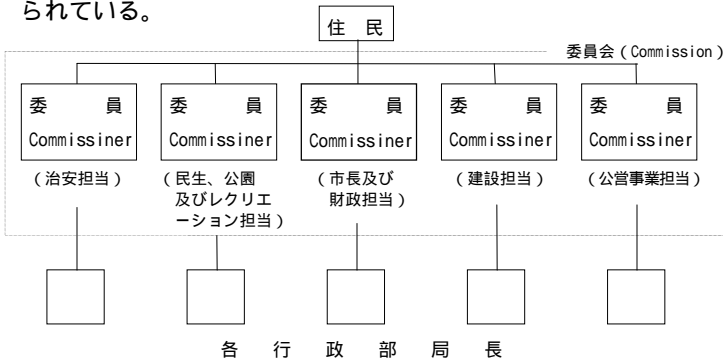 られている。
住 民
委員会（Commission）
委 員 委 員 委 員 委 員 委 員
Commissiner Commissiner Commissiner Commissiner Commissiner
（治安担当） （民生、公園 （市長及び （建設担当） （公営事業担当）
及びレクリエ 財政担当）
ーション担当）
各 行 政 部 局 長